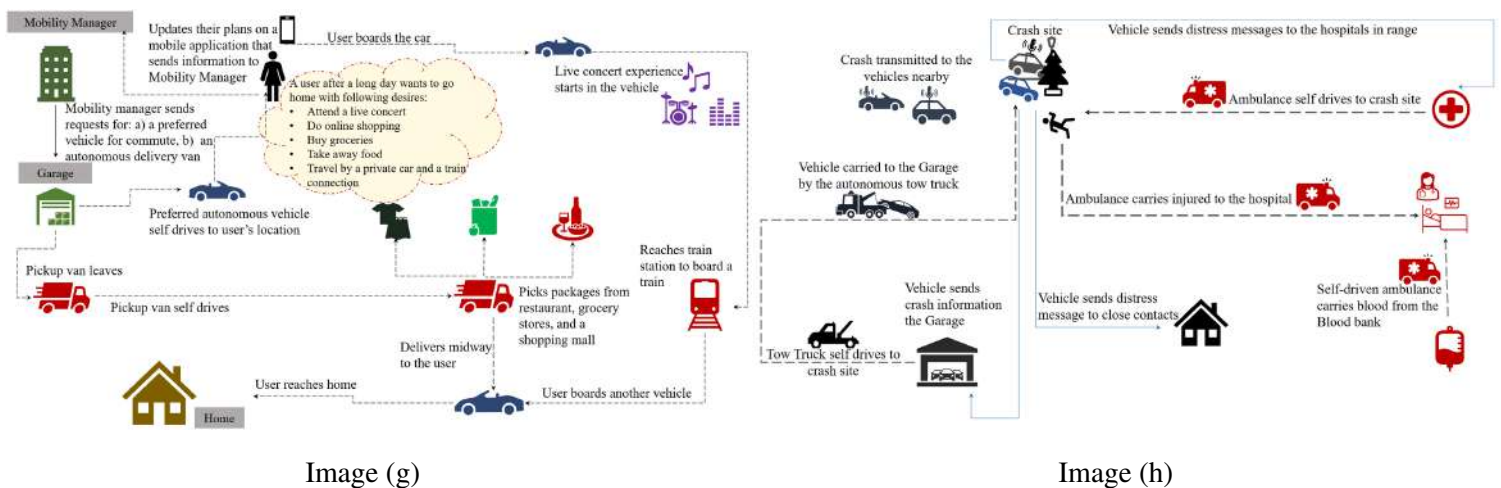 Mobility Manager
Updates their plans on a
mobile application that
sends information to
Mobility Manager
User boards the car
Live concert experience
starts in the vehicle
A user after a long day wants to go
home with following desires:
• Attend a live concert
• Do online shopping
• Buy groceries
• Take away food
• Travel by a private car and a train
connection
Mobility manager sends
requests for: a) a preferred
vehicle for commute, b) an
autonomous delivery van
Garage
Preferred autonomous vehicle
self drives to user's location
Pickup van leaves
Pickup van self drives
Picks packages from
restaurant, grocery
stores, and a
shopping mall
Reaches train
station to board a
train
Delivers midway
to the user
User boards another vehicle
User reaches home
Home
Image (g)
Crash site
Vehicle sends distress messages to the hospitals in range
Crash transmitted to the
vehicles nearby
Ambulance self drives to crash site
Vehicle carried to the Garage
by the autonomous tow truck
Ambulance carries injured to the hospital
Vehicle sends
crash information
the Garage
Vehicle sends distress
message to close contacts
Self-driven ambulance
carries blood from the
Blood bank
Tow Truck self drives to
crash site
Image (h)